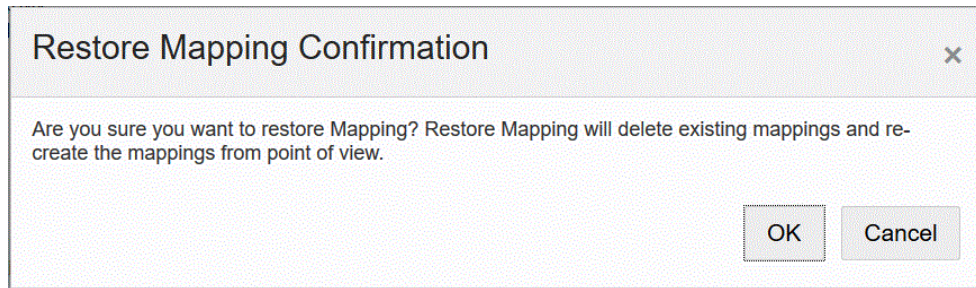 Restore Mapping Confirmation
×
Are you sure you want to restore Mapping? Restore Mapping will delete existing mappings and re-
create the mappings from point of view.
OK Cancel